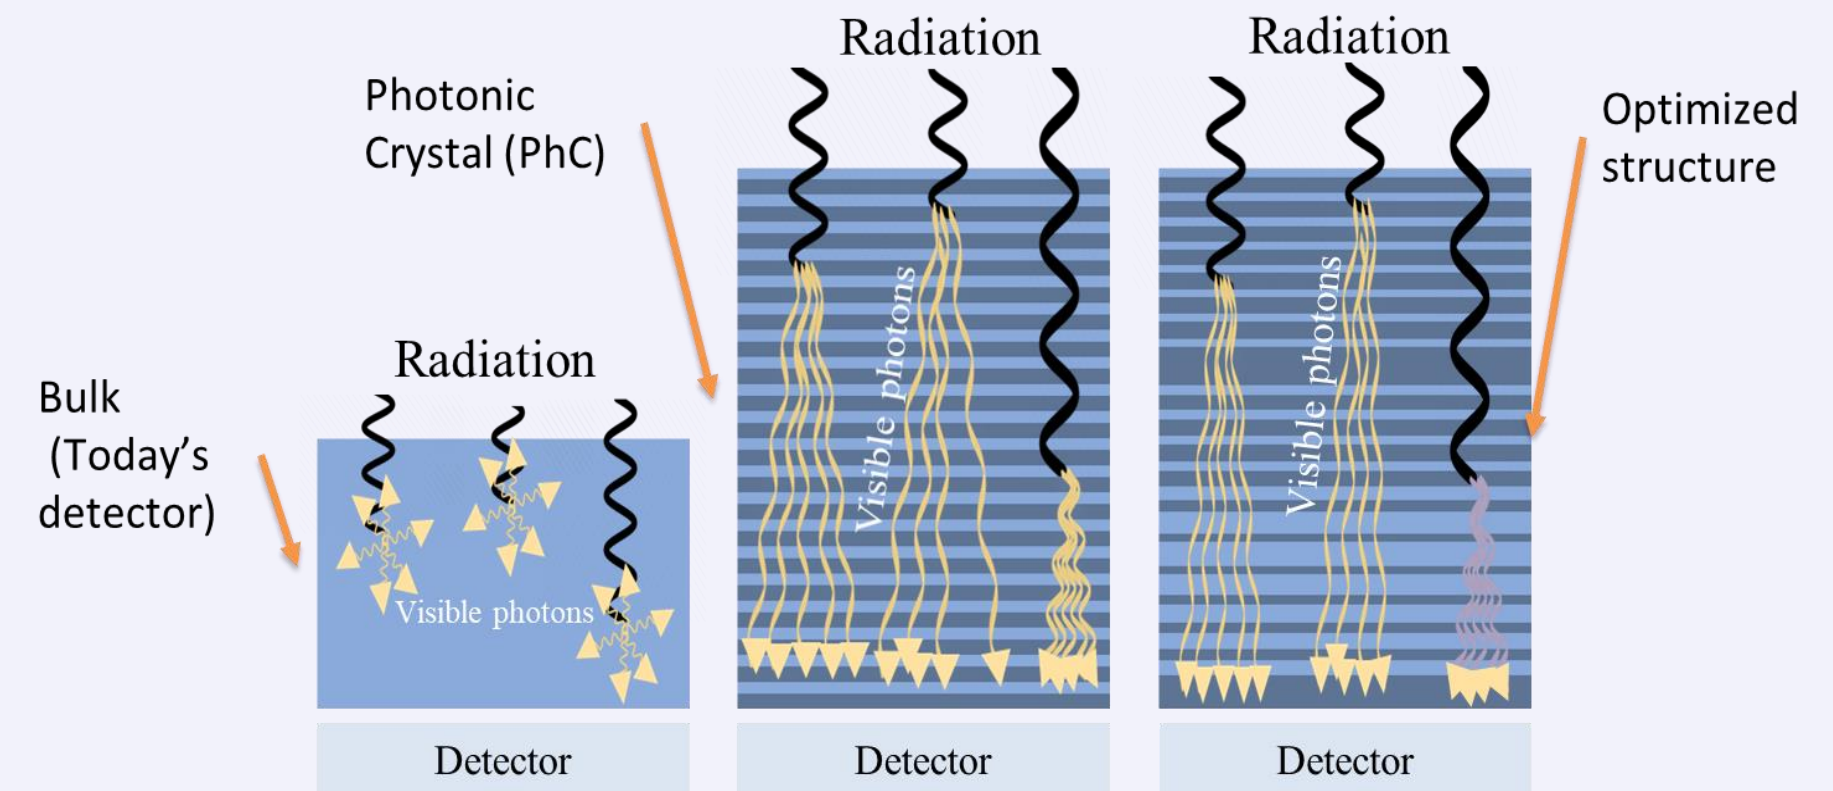 Bulk
(Today's
detector)
Radiation
Visible photons
Detector
Photonic
Crystal (PhC)
Radiation
Visible photons
Detector
Radiation
Visible photons
Detector
Optimized
structure